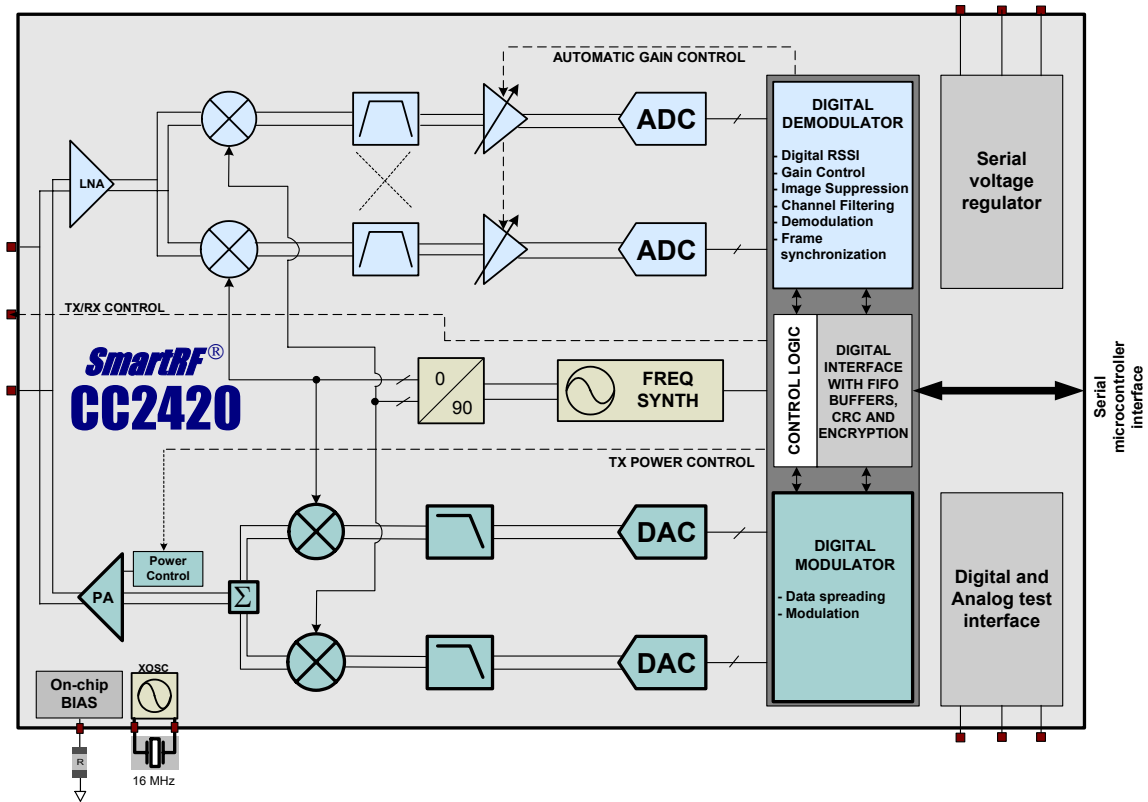 AUTOMATIC GAIN CONTROL
LNA
ADC
ADC
DIGITAL
DEMODULATOR
- Digital RSSI
- Gain Control
- Image Suppression
- Channel Filtering
- Demodulation
- Frame
synchronization
Serial
voltage
regulator
TX/RX CONTROL
SmartRF®
CC2420
0
90
FREQ
SYNTH
CONTROL LOGIC
DIGITAL
INTERFACE
WITH FIFO
BUFFERS,
CRC AND
ENCRYPTION
Serial
microcontroller
interface
TX POWER CONTROL
Power
Control
PA
Σ
DAC
DAC
DIGITAL
MODULATOR
- Data spreading
- Modulation
Digital and
Analog test
interface
On-chip
BIAS
XOSC
R
16 MHz